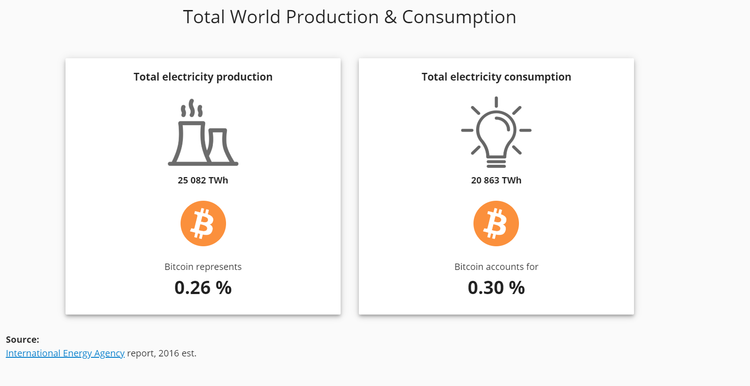 Total World Production & Consumption
Total electricity production
25 082 TWh
Bitcoin represents
0.26 %
Total electricity consumption
20 863 TWh
Bitcoin accounts for
0.30 %
Source:
International Energy Agency report, 2016 est.